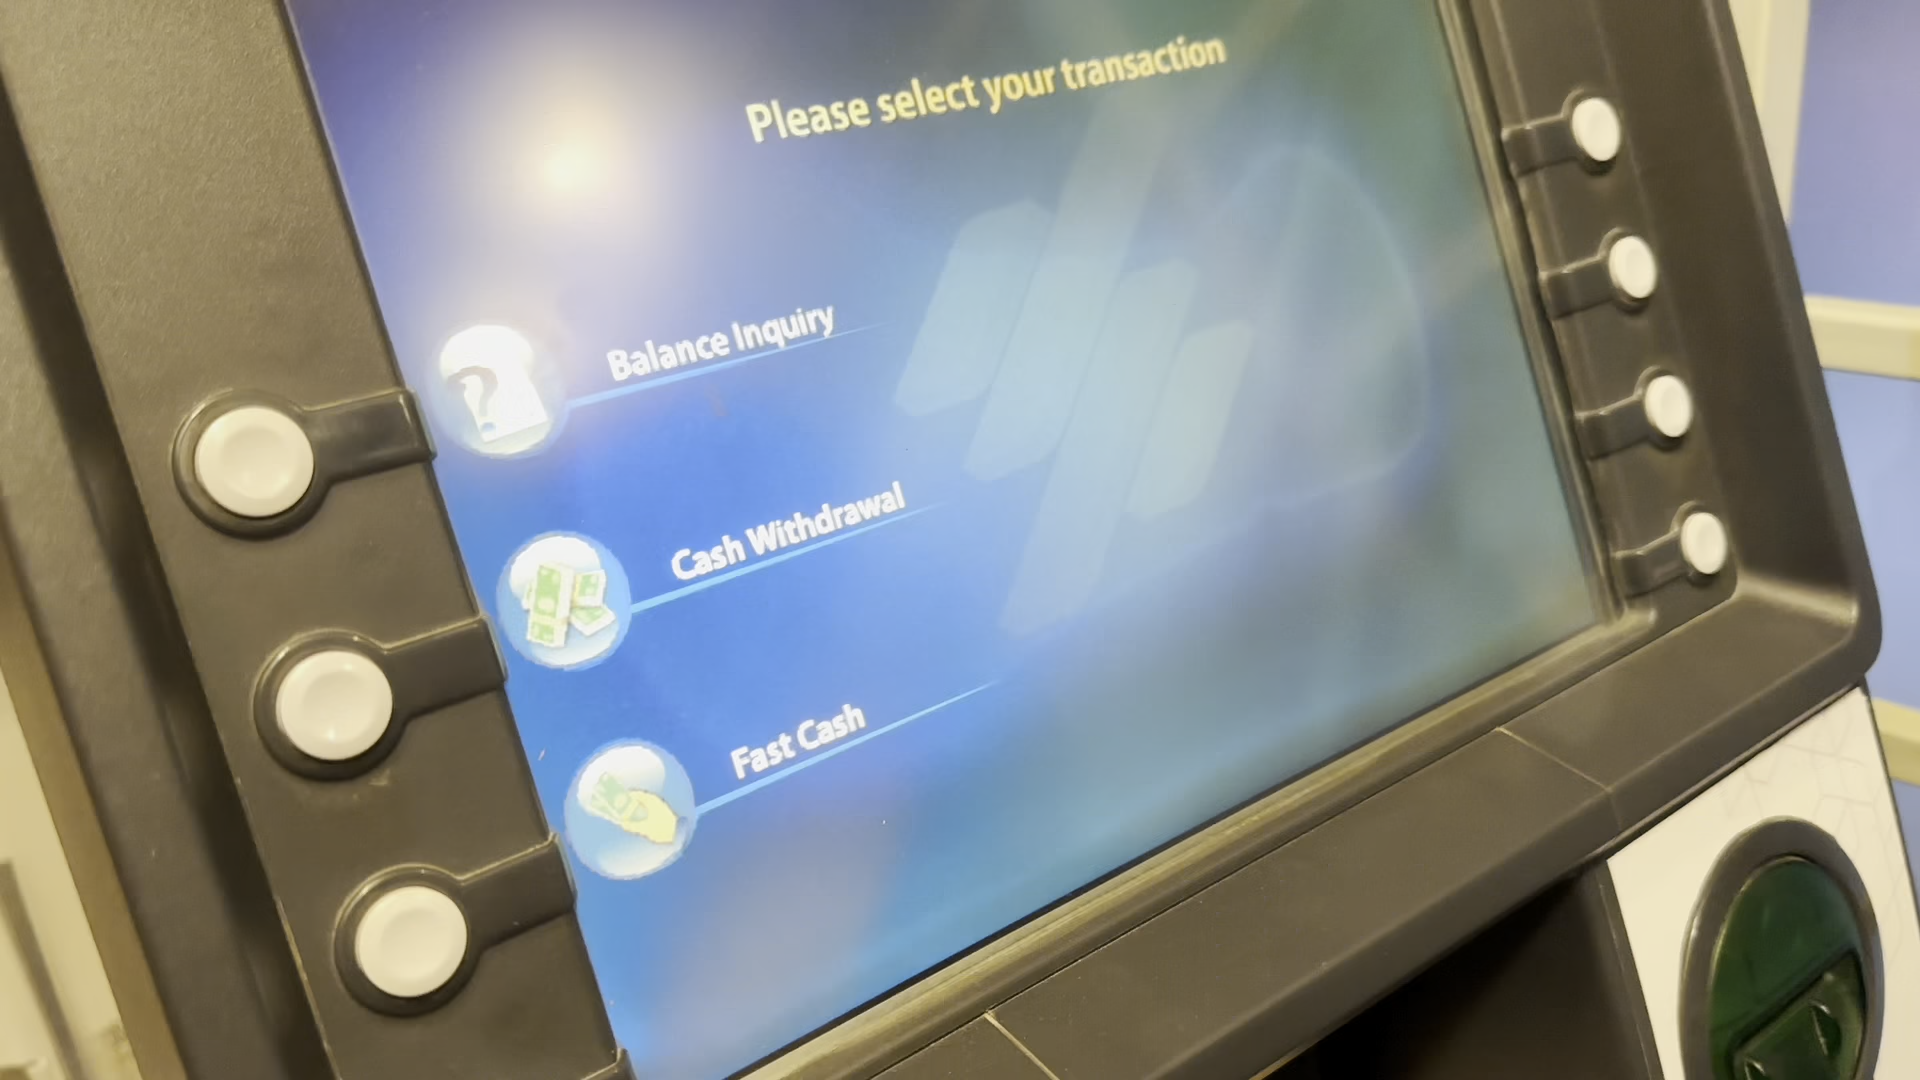 Please select your transaction
Balance Inquiry
Cash Withdrawal
Fast Cash